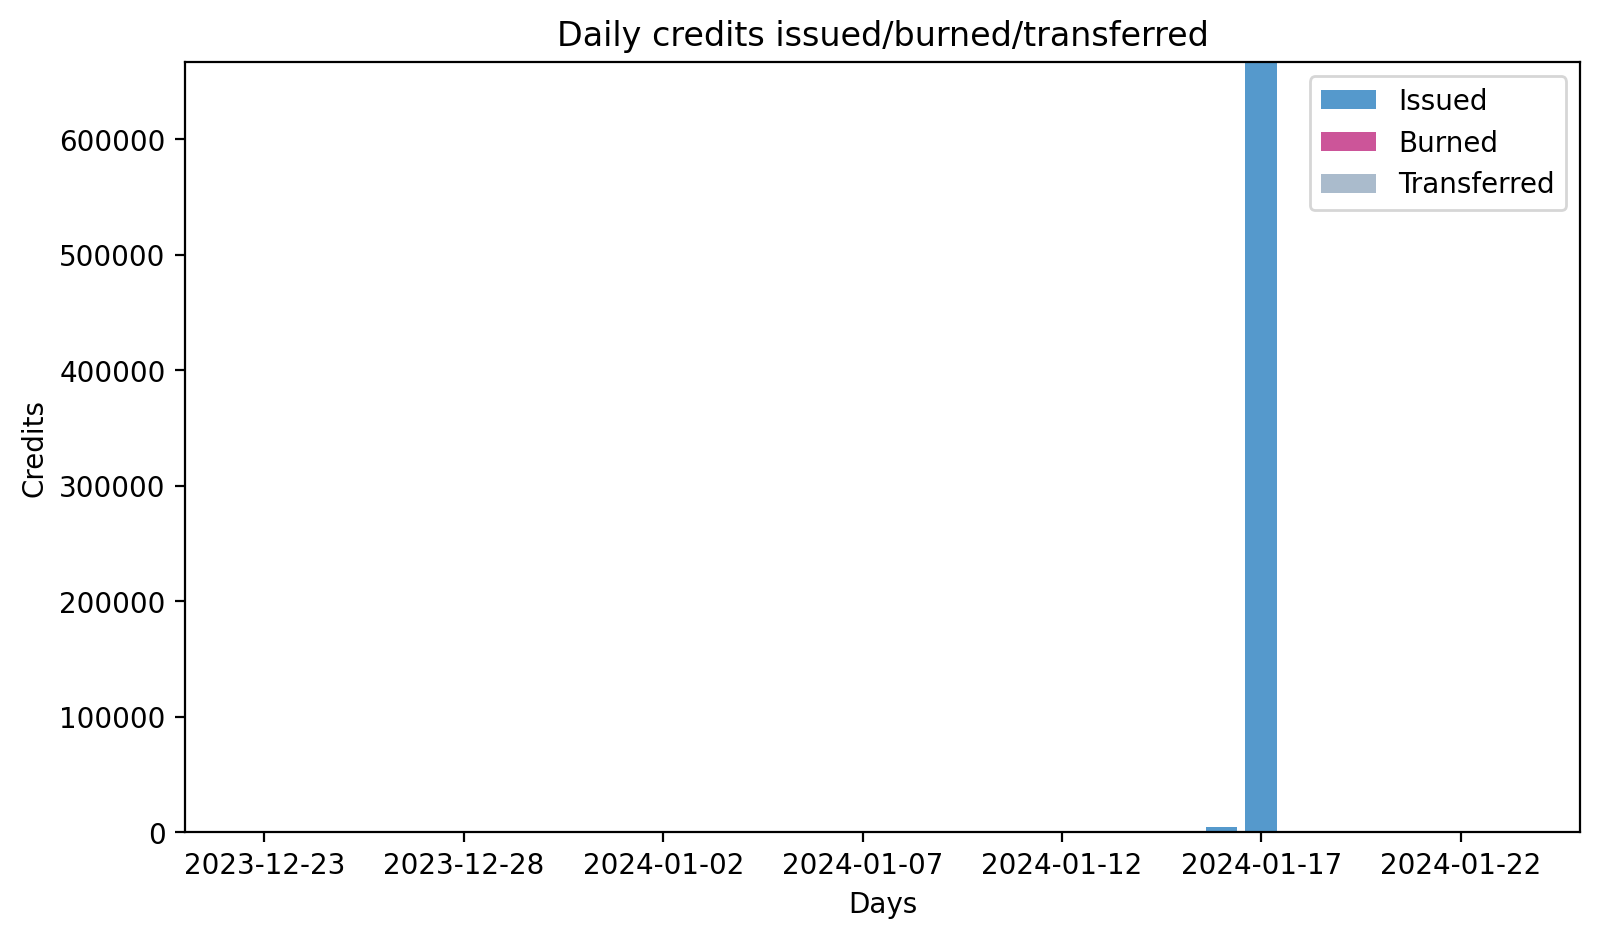 Daily credits issued/burned/transferred
Issued
Burned
Transferred
600000
500000
400000
300000
200000
100000
0
Credits
2023-12-23
2023-12-28
2024-01-02
2024-01-07
2024-01-12
2024-01-17
2024-01-22
Days